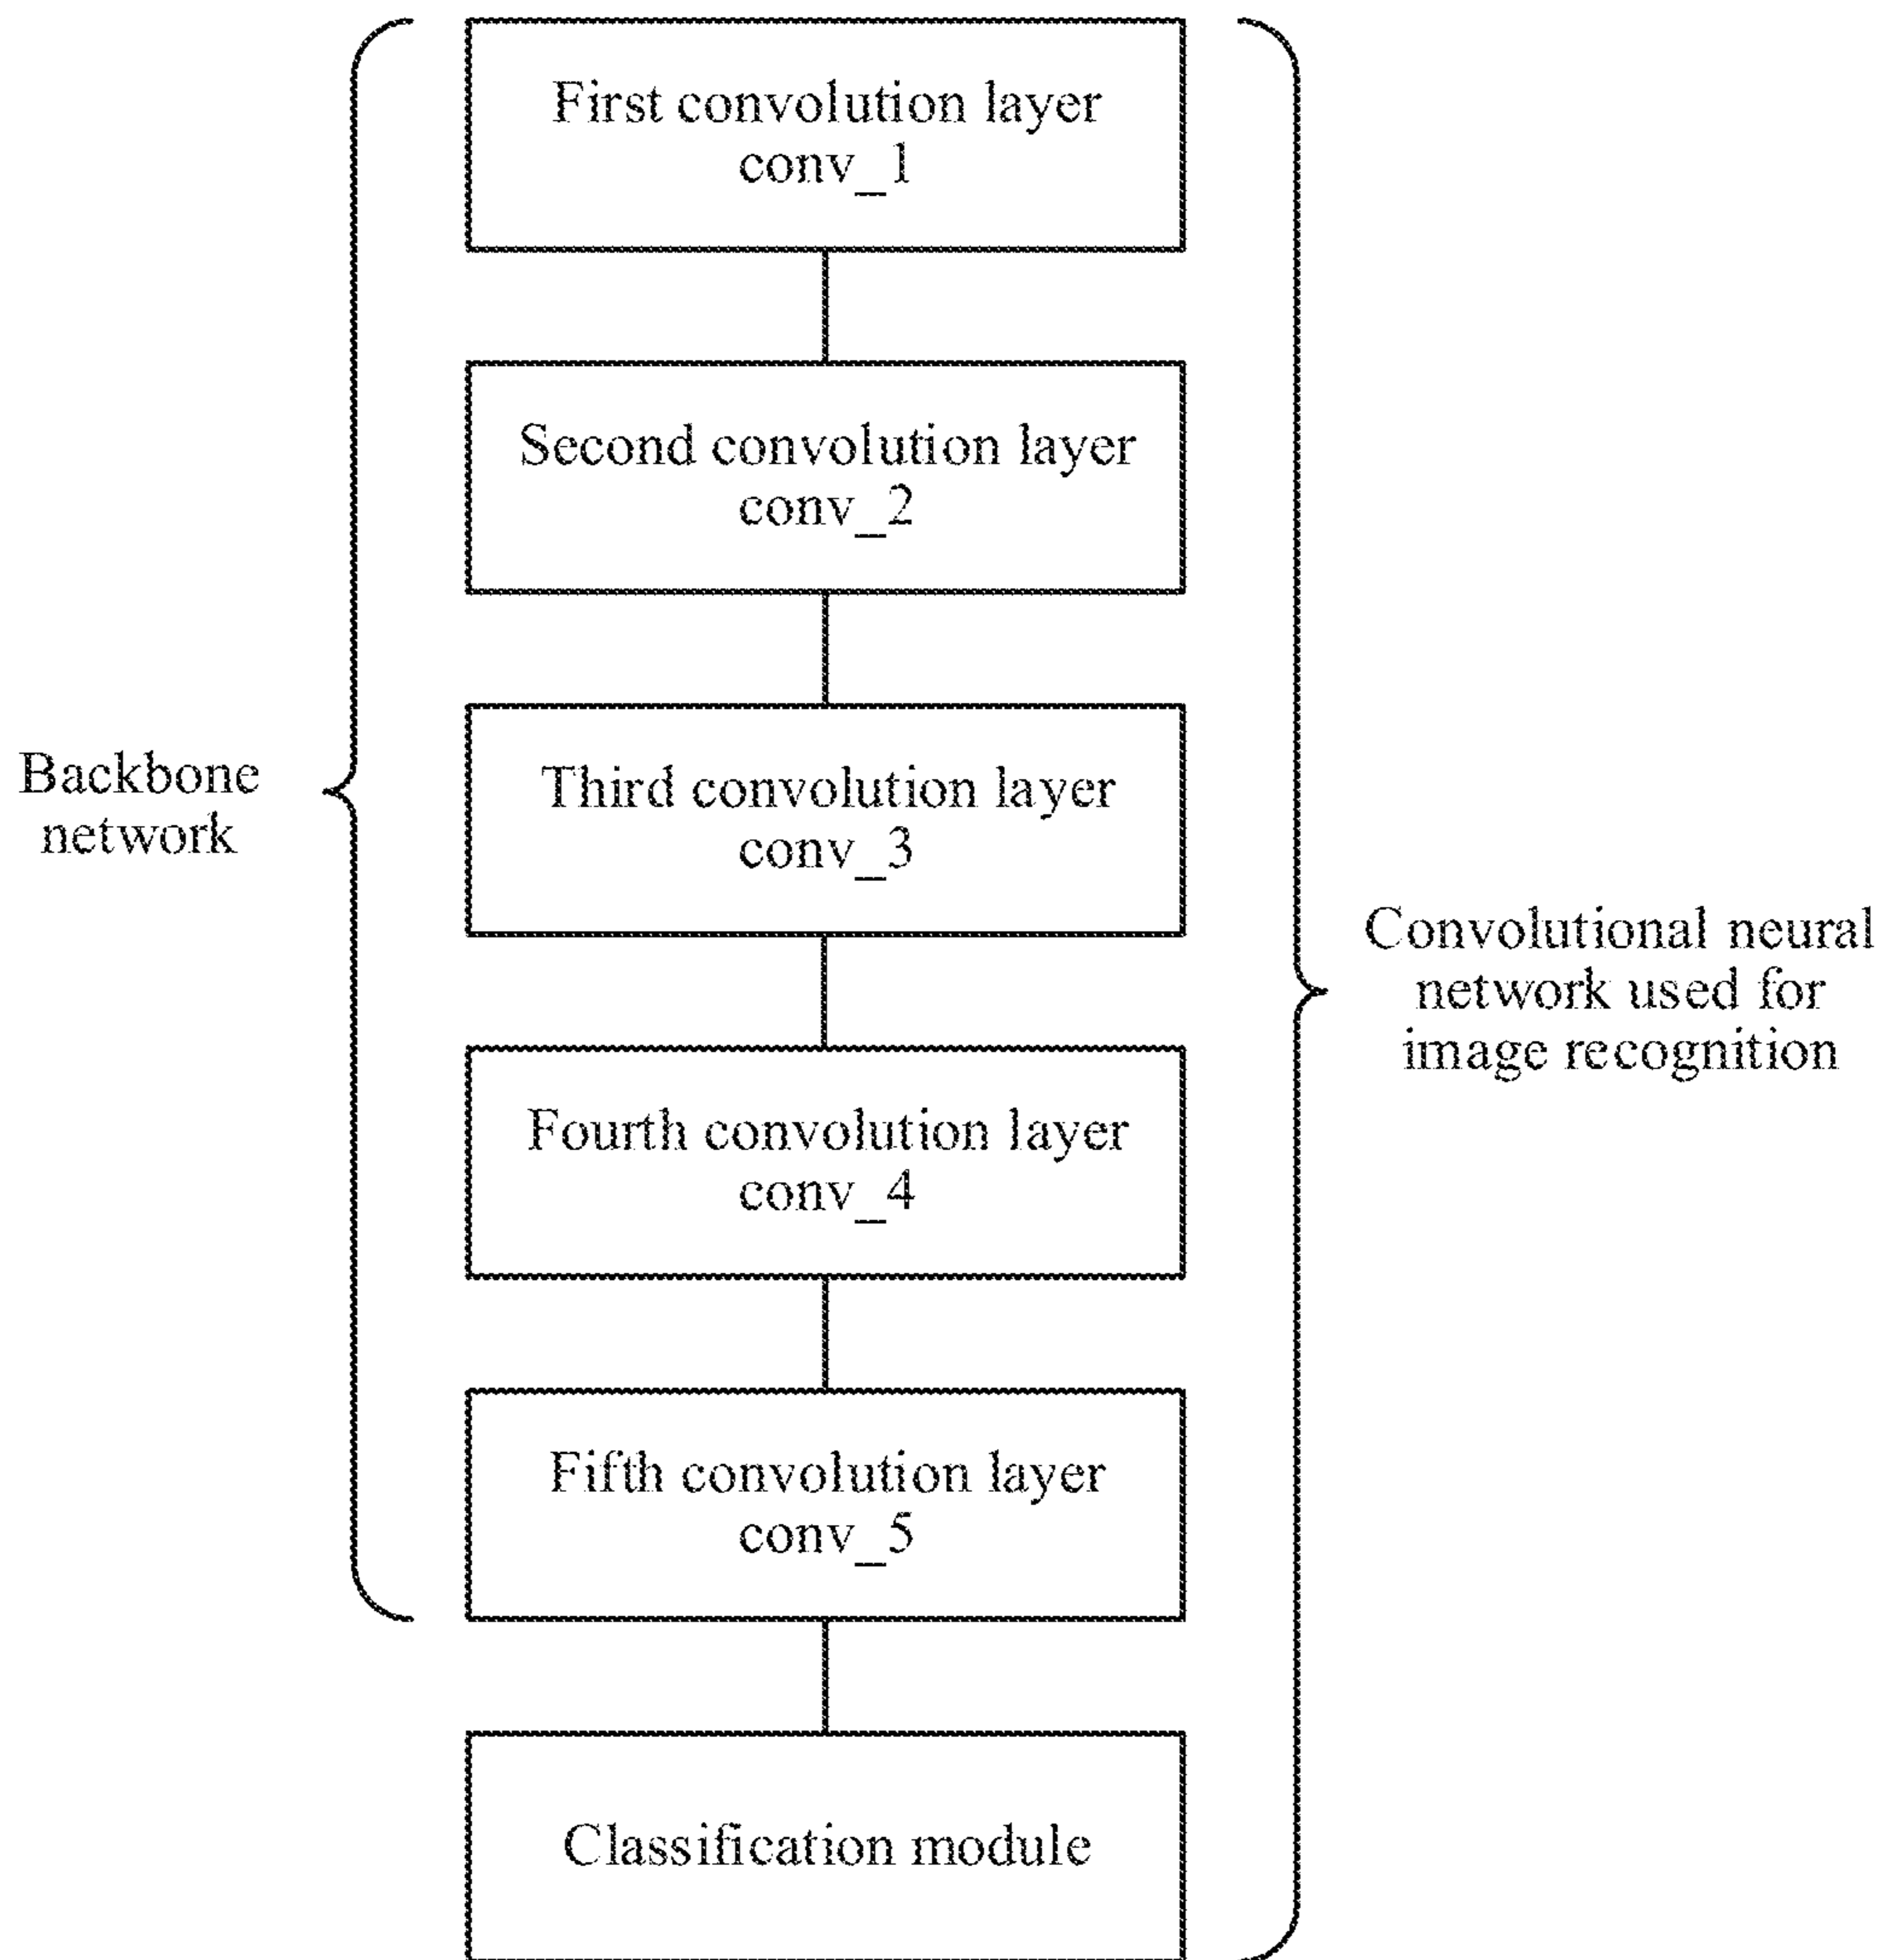 First convolution layer
conv_1
Second convolution layer
conv_2
Backbone
network
Third convolution layer
conv_3
Convolutional neural
network used for
image recognition
Fourth convolution layer
conv_4
Fifth convolution layer
conv_5
Classification module